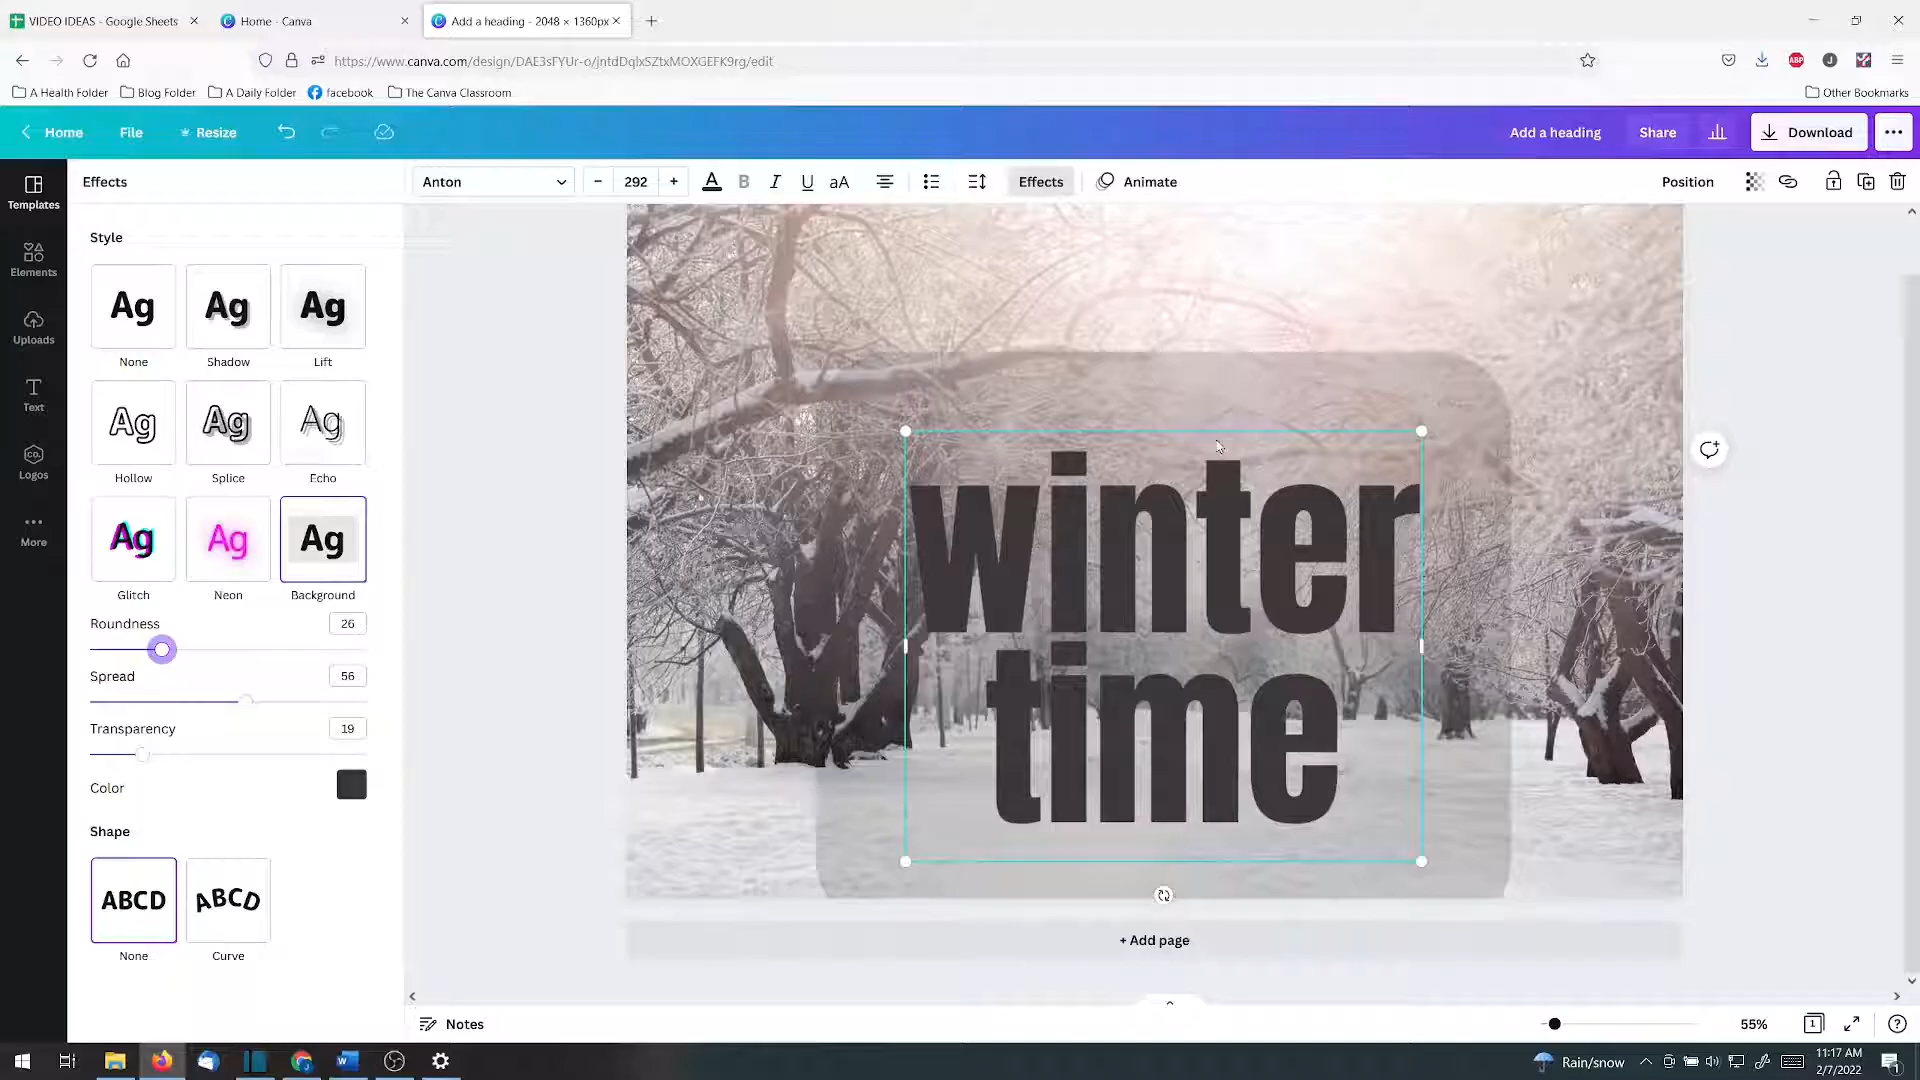 VIDEO IDEAS - Google Sheets
Home - Canva
Add a heading - 2048 × 1360px
https://www.canva.com/design/DAE3sFYUr-o/jntdDqlxSZtxMOXGEFK9rg/edit
ABP
J
A Health Folder
Blog Folder
A Daily Folder
facebook
The Canva Classroom
Other Bookmarks
Home
File
Resize
Add a heading
Share
Download
Effects
Anton
292
A
B
I
U
aA
Effects
Animate
Position
Templates
Elements
Uploads
Text
Logos
More
Style
Ag
Ag
Ag
None
Shadow
Lift
Ag
Ag
Ag
Hollow
Splice
Echo
Ag
Ag
Ag
Glitch
Neon
Background
Roundness
26
Spread
56
Transparency
19
Color
Shape
ABCD
ABCD
None
Curve
winter
time
+ Add page
Notes
55%
1
Rain/snow
11:17 AM
2/7/2022